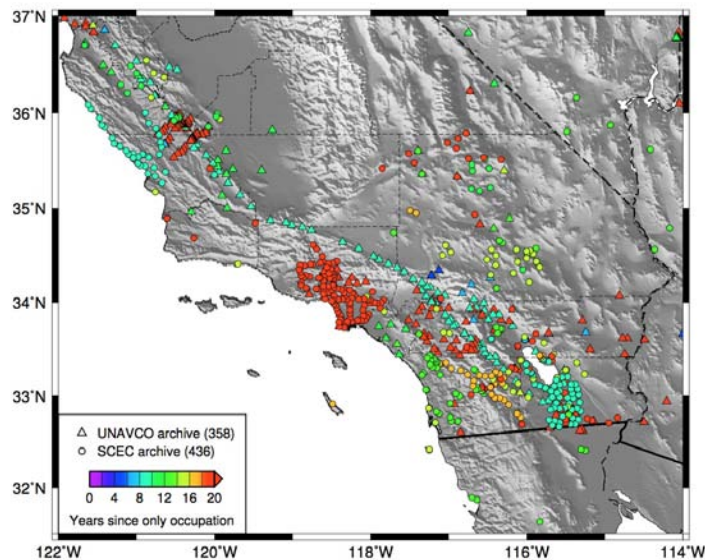 37°N
36°N
35°N
34°N
33°N
32°N
UNAVCO archive (358)
SCEC archive (436)
0 4 8 12 16 20
Years since only occupation
122°W 120°W 118°W 116°W 114°W